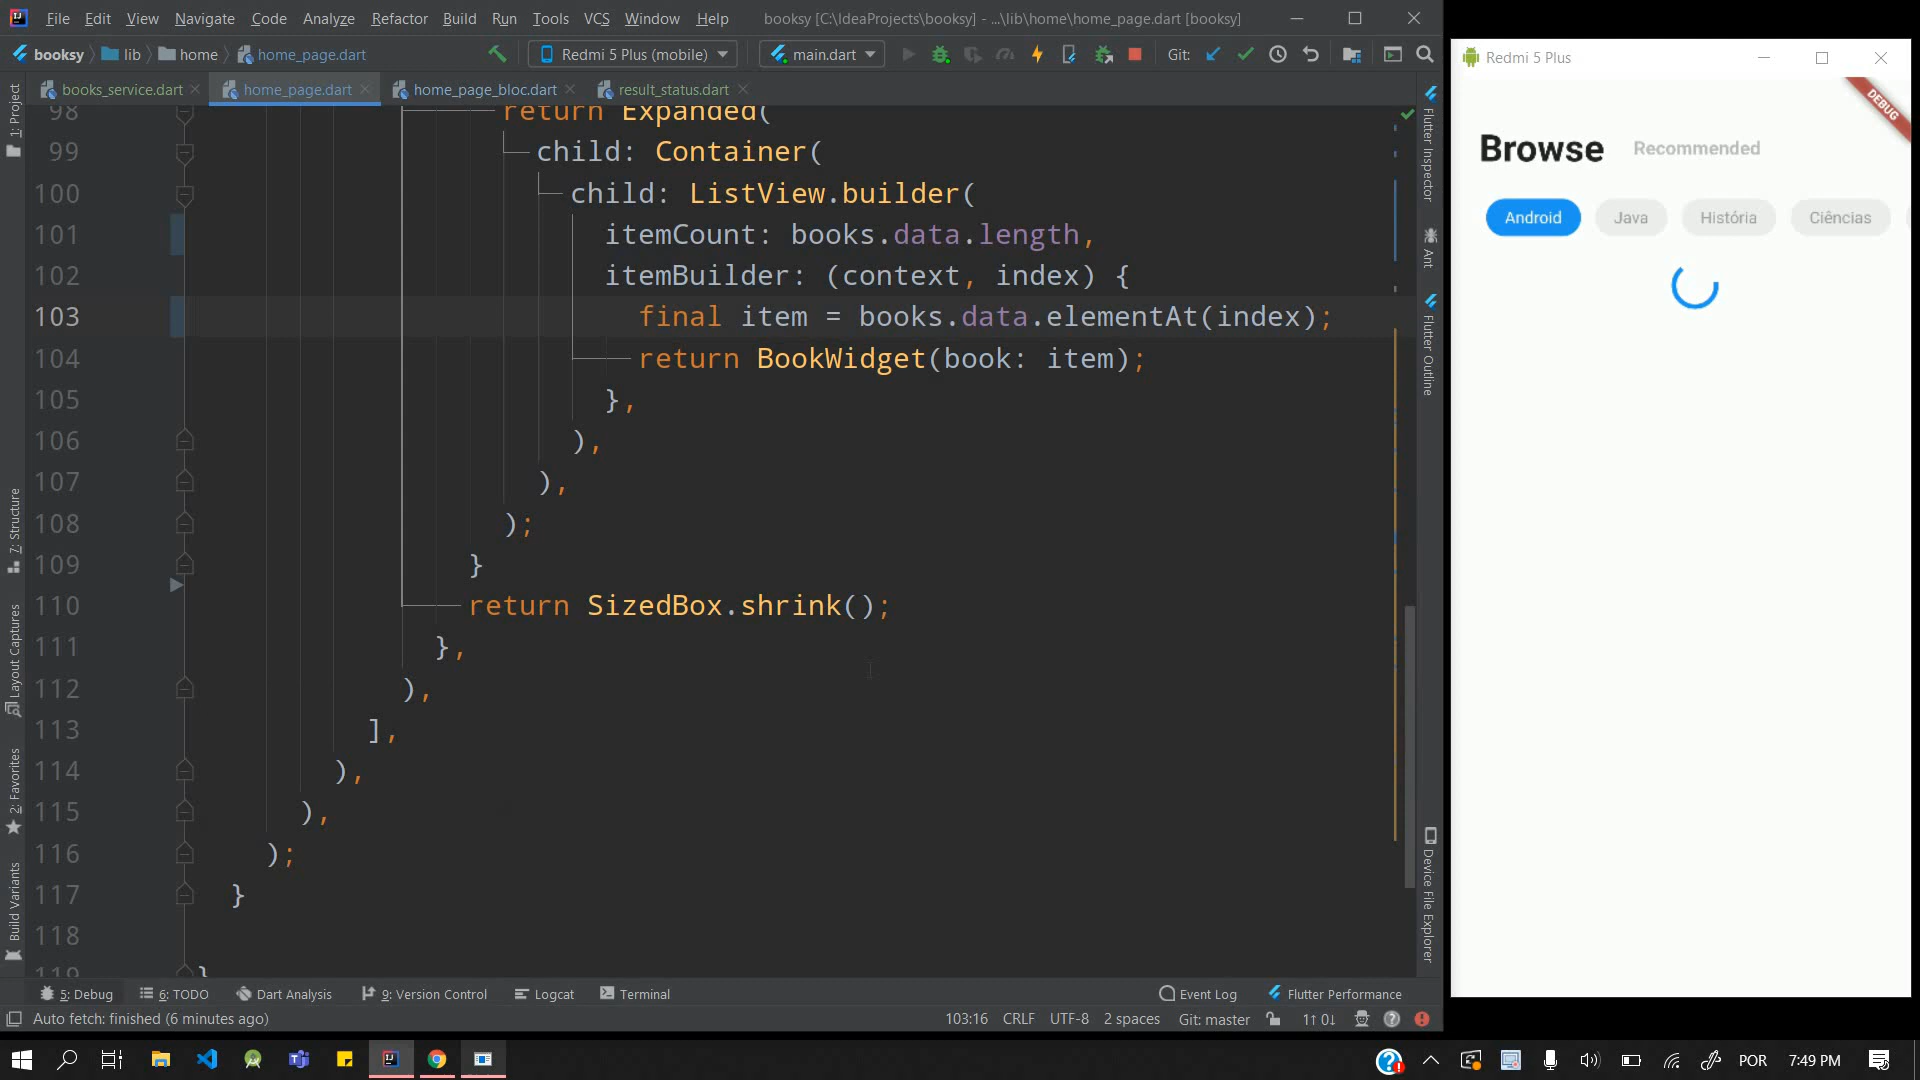 File Edit View Navigate Code Analyze Refactor Build Run Tools VCS Window Help booksy [C:\IdeaProjects\booksy] - ...\lib\home\home_page.dart [booksy]
booksy lib home home_page.dart Redmi 5 Plus (mobile) main.dart Git:
books_service.dart home_page.dart home_page_bloc.dart result_status.dart
98 return Expanded(
99 child: Container(
100 child: ListView.builder(
101 itemCount: books.data.length,
102 itemBuilder: (context, index) {
103 final item = books.data.elementAt(index);
104 return BookWidget(book: item);
105 },
106 ),
107 ),
108 );
109 }
110 return SizedBox.shrink();
111 },
112 ),
113 ],
114 ),
115 ),
116 );
117 }
118
119 }
1: Project
7: Structure
Layout Captures
2: Favorites
Build Variants
Flutter Inspector
Ant
Flutter Outline
Device File Explorer
5: Debug 6: TODO Dart Analysis 9: Version Control Logcat Terminal Event Log Flutter Performance
Auto fetch: finished (6 minutes ago) 103:16 CRLF UTF-8 2 spaces Git: master 1↑ 0↓
Redmi 5 Plus
DEBUG
Browse Recommended
Android Java História Ciências
POR 7:49 PM